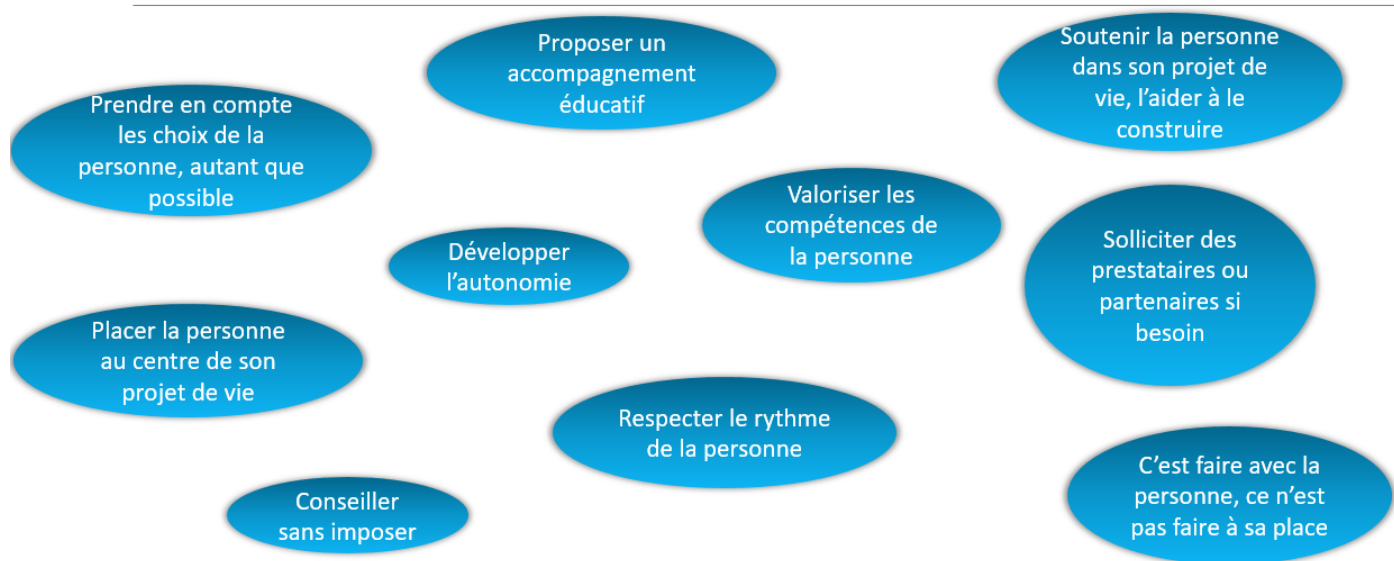 Proposer un
accompagnement
éducatif
Soutenir la personne
dans son projet de
vie, l’aider à le
construire
Prendre en compte
les choix de la
personne, autant que
possible
Valoriser les
compétences de
la personne
Développer
l’autonomie
Solliciter des
prestataires ou
partenaires si
besoin
Placer la personne
au centre de son
projet de vie
Respecter le rythme
de la personne
Conseiller
sans imposer
C’est faire avec la
personne, ce n’est
pas faire à sa place